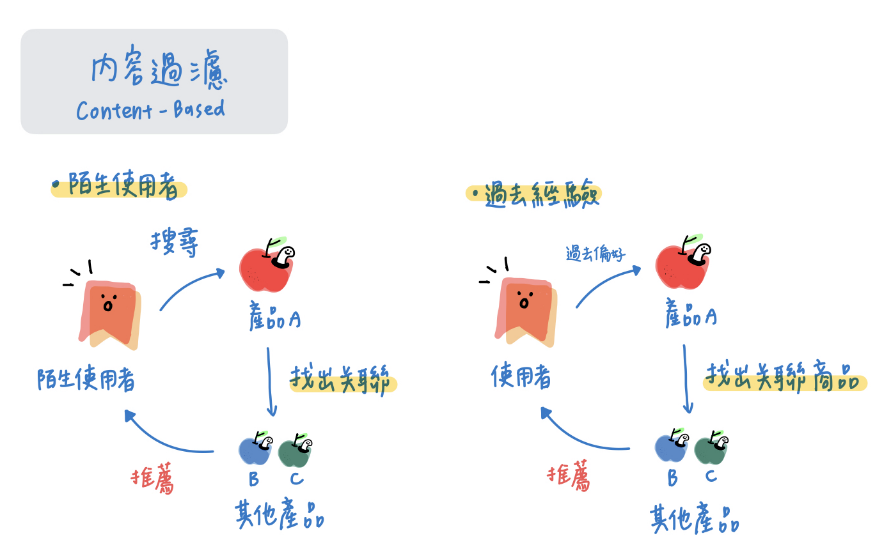 內容過濾
Content-Based
• 陌生使用者
搜尋
產品A
陌生使用者
找出关聯
B
C
推薦
其他產品
• 過去經驗
過去偏好
產品A
使用者
找出关聯商品
B
C
推薦
其他產品